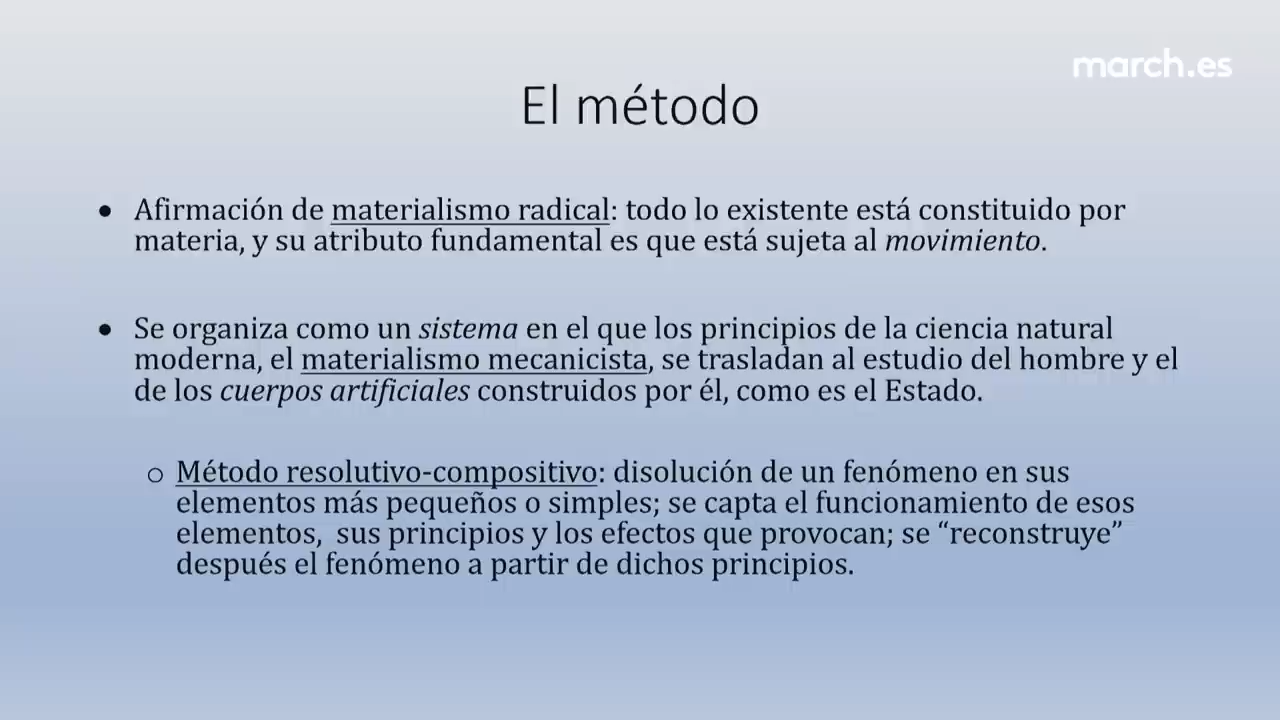 march.es
El método
• Afirmación de materialismo radical: todo lo existente está constituido por
materia, y su atributo fundamental es que está sujeta al movimiento.
• Se organiza como un sistema en el que los principios de la ciencia natural
moderna, el materialismo mecanicista, se trasladan al estudio del hombre y el
de los cuerpos artificiales construidos por él, como es el Estado.
o Método resolutivo-compositivo: disolución de un fenómeno en sus
elementos más pequeños o simples; se capta el funcionamiento de esos
elementos, sus principios y los efectos que provocan; se “reconstruye”
después el fenómeno a partir de dichos principios.